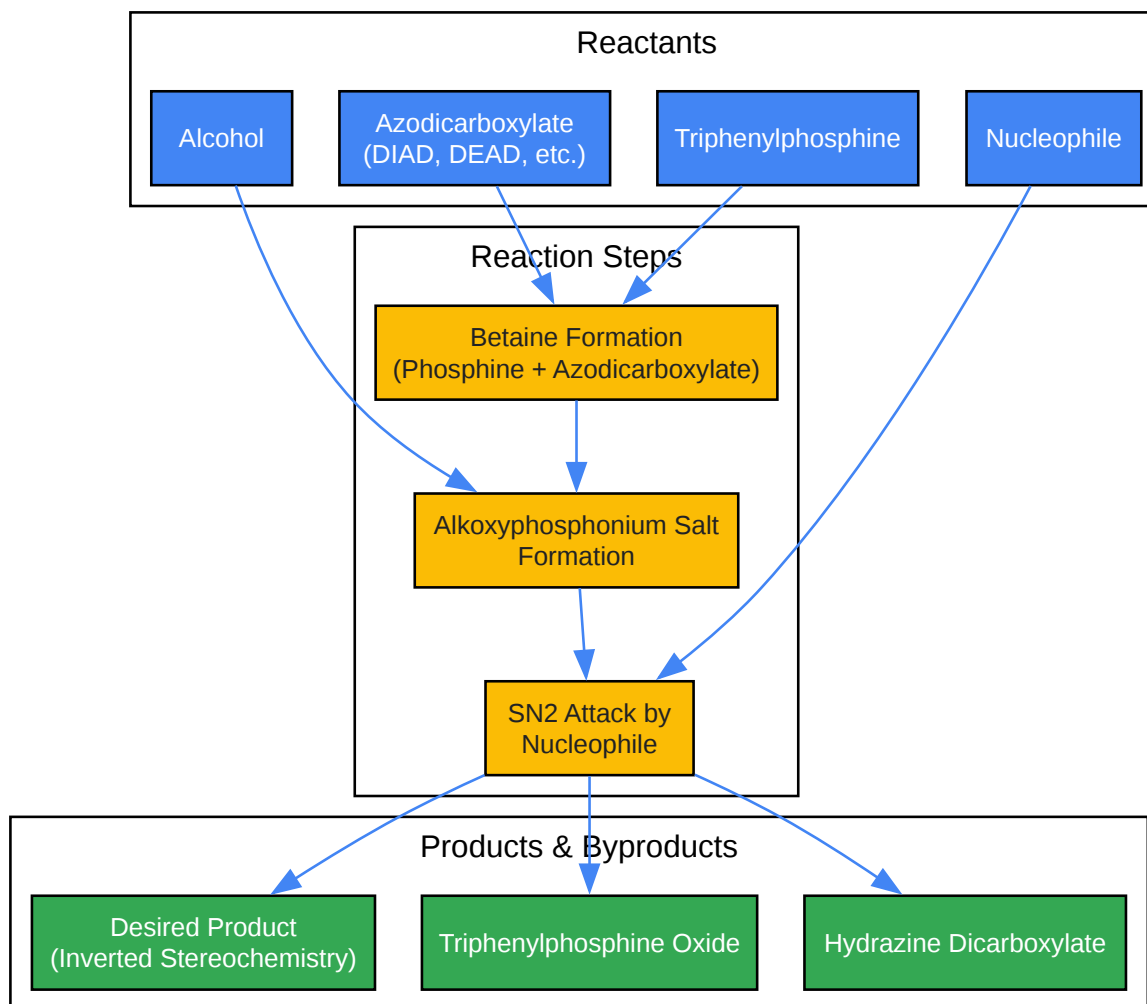 Reactants
Alcohol
Azodicarboxylate
(DIAD, DEAD, etc.)
Triphenylphosphine
Nucleophile
Reaction Steps
Betaine Formation
(Phosphine + Azodicarboxylate)
Alkoxyphosphonium Salt
Formation
SN2 Attack by
Nucleophile
Products & Byproducts
Desired Product
(Inverted Stereochemistry)
Triphenylphosphine Oxide
Hydrazine Dicarboxylate